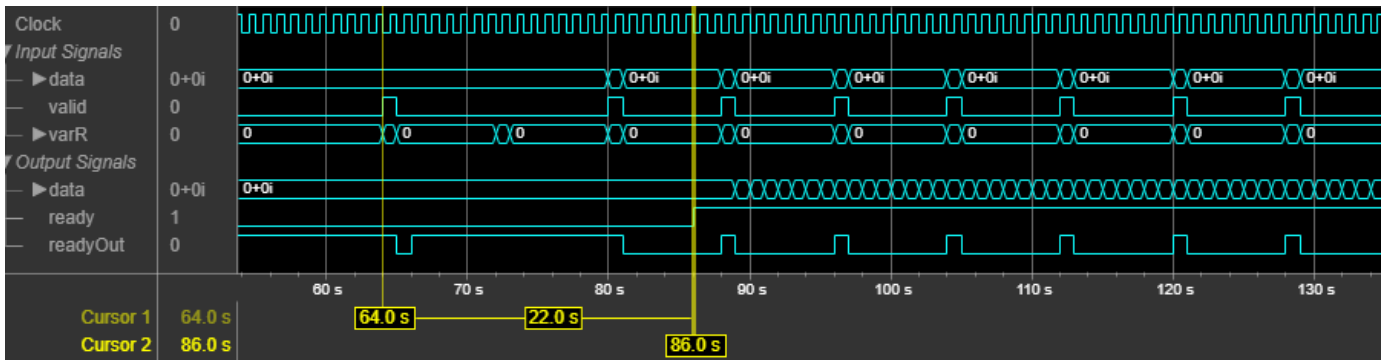 Clock 0
Input Signals
data 0+0i 0+0i 0+0i 0+0i 0+0i 0+0i 0+0i 0+0i 0+0i
valid 0
varR 0 0 0 0 0 0 0 0 0 0 0
Output Signals
data 0+0i 0+0i
ready 1
readyOut 0
60 s 70 s 80 s 90 s 100 s 110 s 120 s 130 s
Cursor 1 64.0 s 64.0 s 22.0 s
Cursor 2 86.0 s 86.0 s